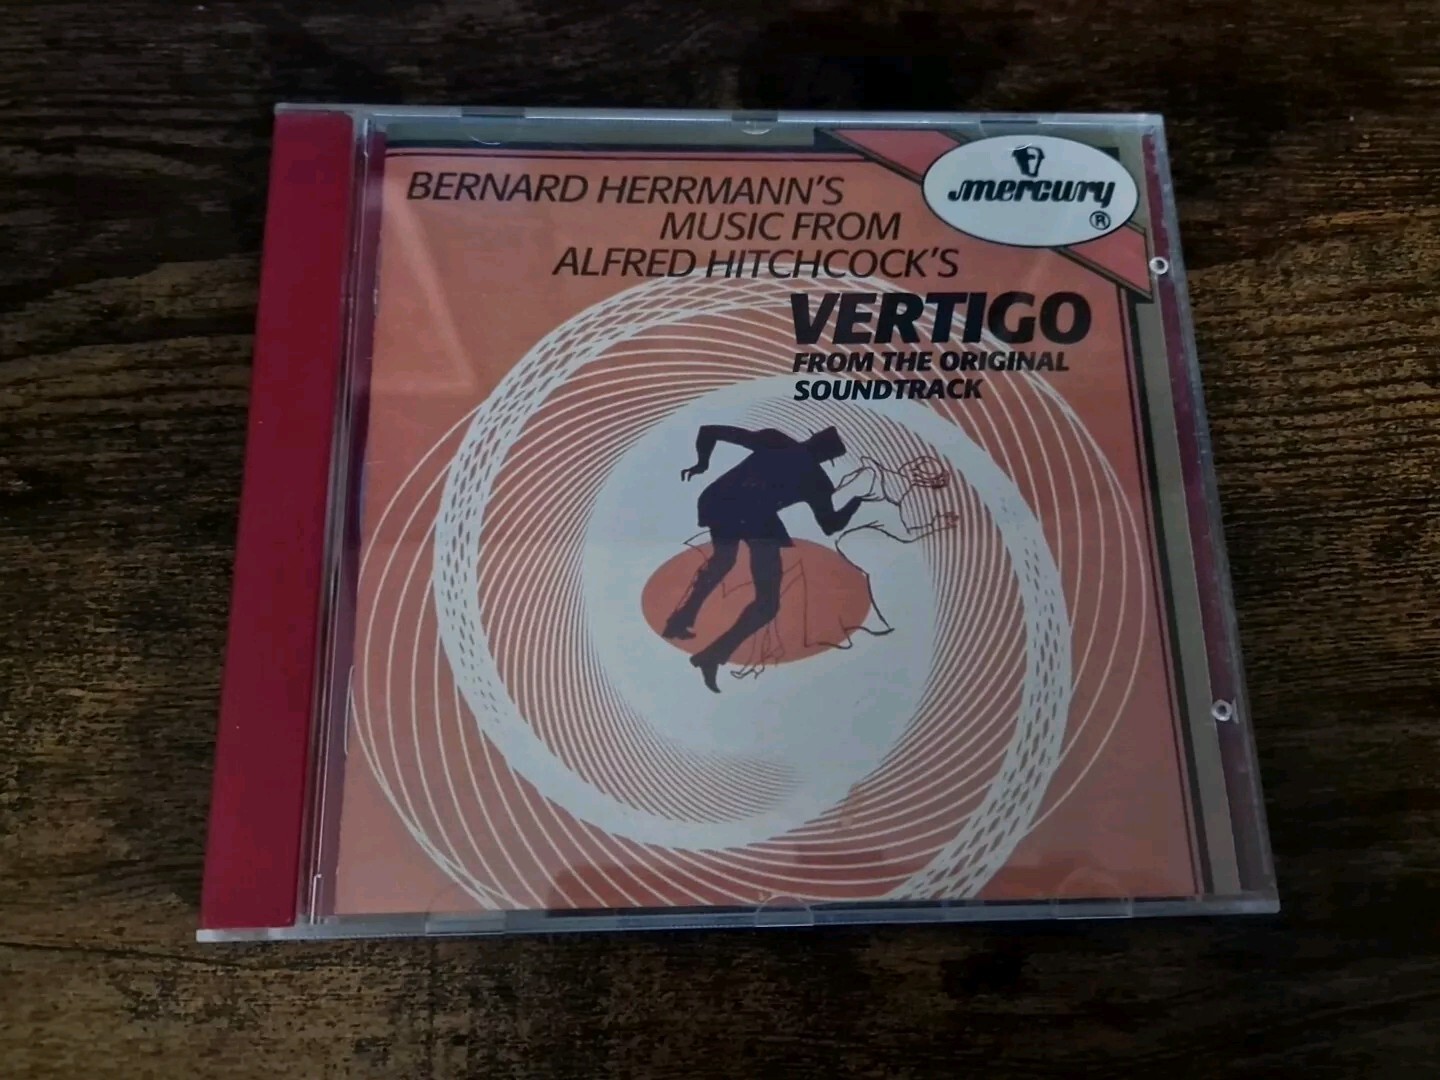 BERNARD HERRMANN'S
MUSIC FROM
ALFRED HITCHCOCK'S
VERTIGO
FROM THE ORIGINAL
SOUNDTRACK
mercury
®